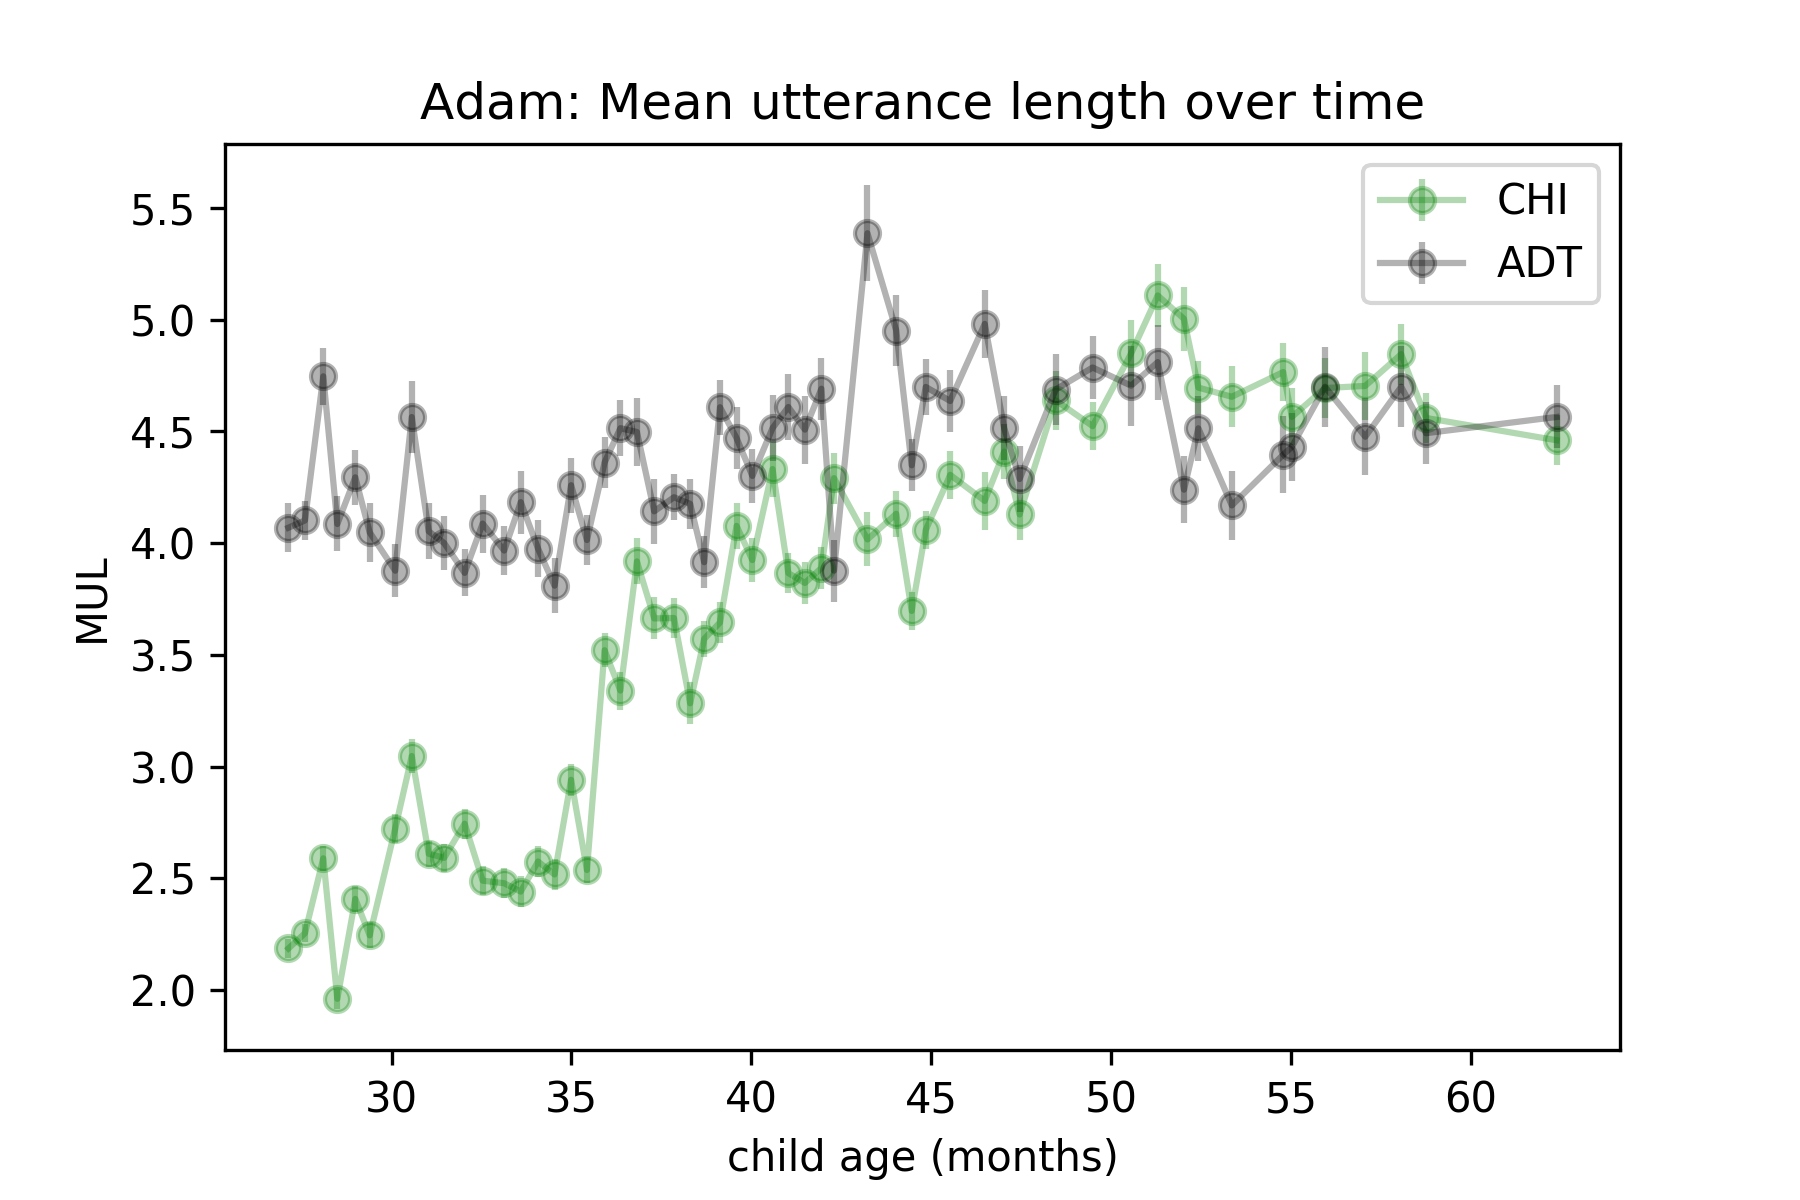 Adam: Mean utterance length over time
CHI
ADT
5.5
5.0
4.5
4.0
3.5
3.0
2.5
2.0
MUL
30 35 40 45 50 55 60
child age (months)